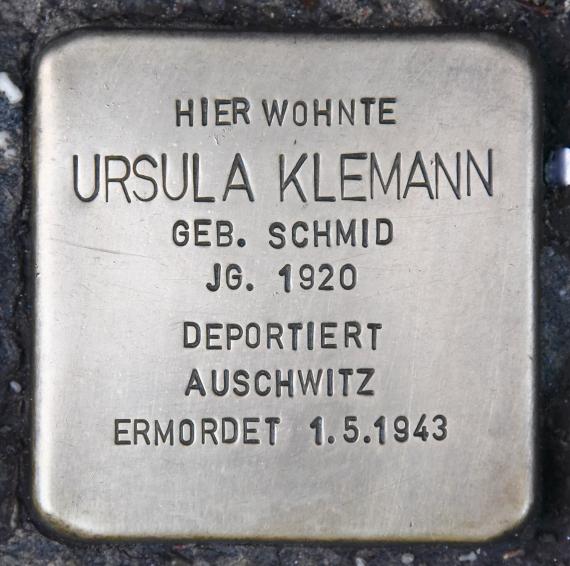 HIER WOHNTE
URSULA KLEMANN
GEB. SCHMID
JG. 1920
DEPORTIERT
AUSCHWITZ
ERMORDET 1.5.1943